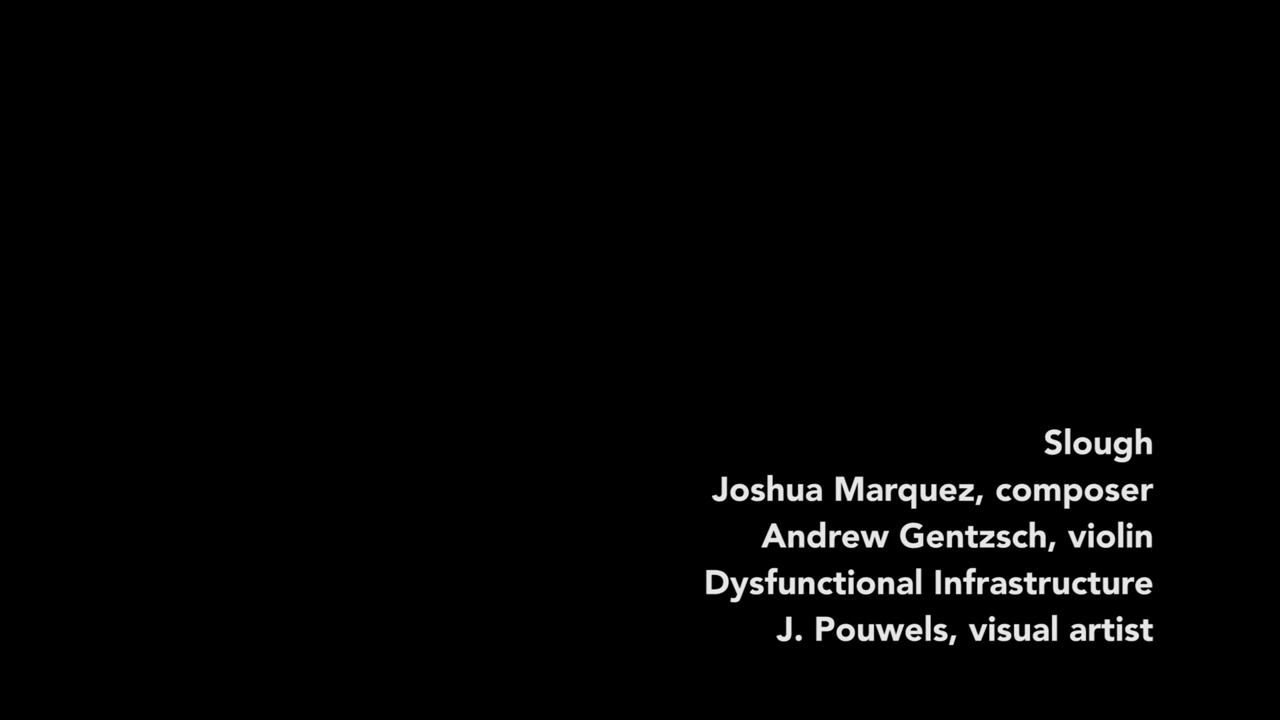 Slough
Joshua Marquez, composer
Andrew Gentzsch, violin
Dysfunctional Infrastructure
J. Pouwels, visual artist